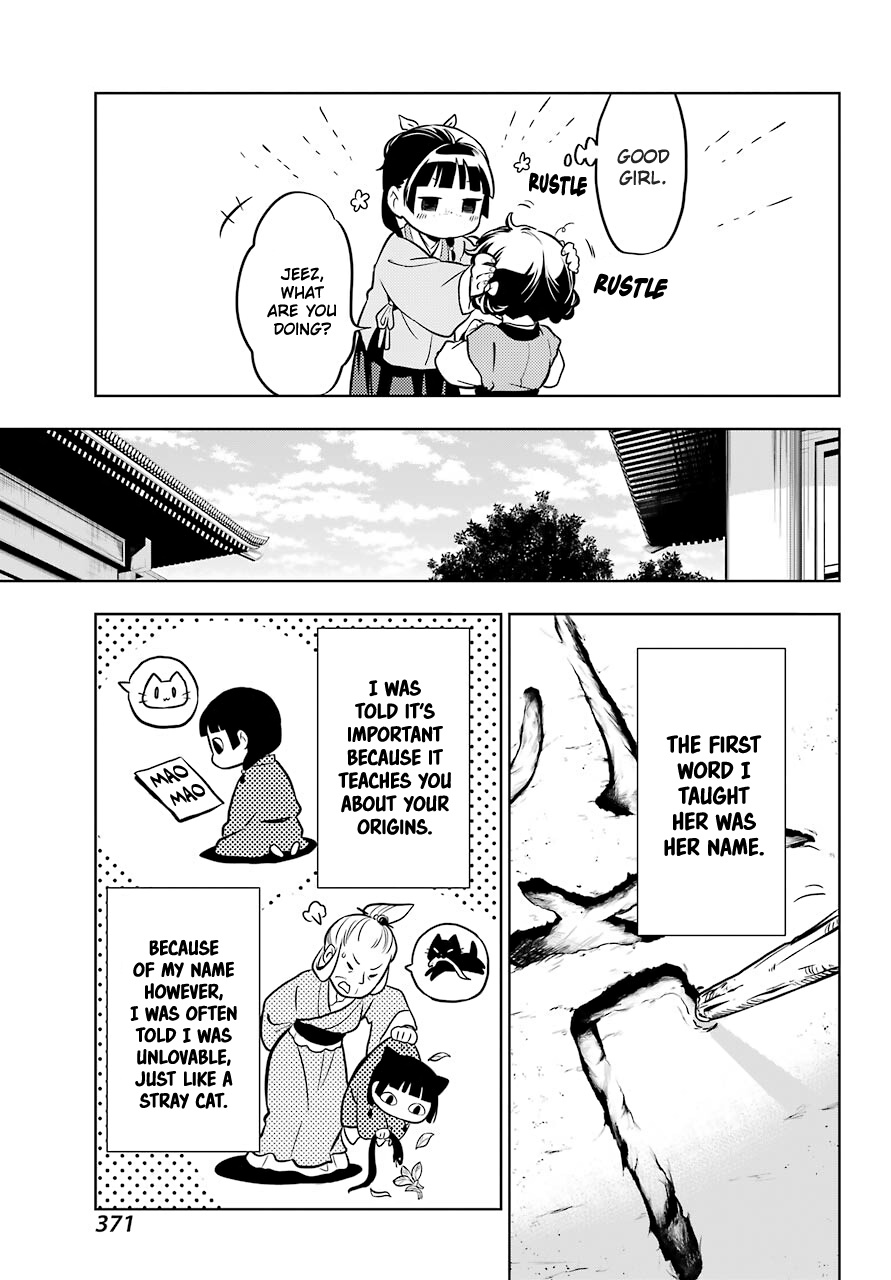 GOOD
GIRL.
RUSTLE
RUSTLE
JEEZ,
WHAT
ARE YOU
DOING?
THE FIRST
WORD I
TAUGHT
HER WAS
HER NAME.
I WAS
TOLD IT'S
IMPORTANT
BECAUSE IT
TEACHES YOU
ABOUT YOUR
ORIGINS.
MAO
MAO
BECAUSE
OF MY NAME
HOWEVER,
I WAS OFTEN
TOLD I WAS
UNLOVABLE,
JUST LIKE A
STRAY CAT.
371